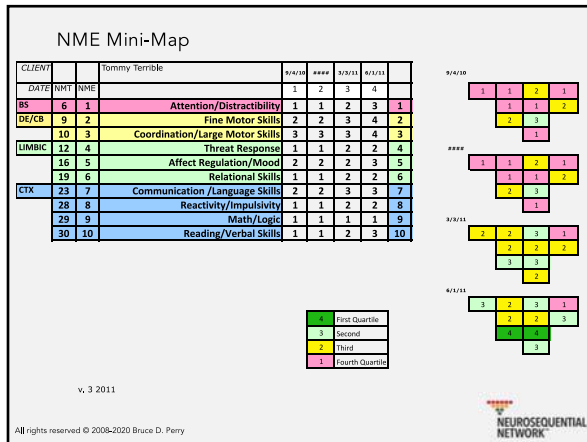 NME Mini-Map
CLIENT Tommy Terrible 9/4/10 #### 3/3/11 6/1/11
DATE NMT NME 1 2 3 4
BS 6 1 Attention/Distractibility 1 1 2 3 1
DE/CB 9 2 Fine Motor Skills 2 2 3 4 2
10 3 Coordination/Large Motor Skills 3 3 3 4 3
LIMBIC 12 4 Threat Response 1 1 2 2 4
16 5 Affect Regulation/Mood 2 2 2 3 5
19 6 Relational Skills 1 1 2 2 6
CTX 23 7 Communication /Language Skills 2 2 3 3 7
28 8 Reactivity/Impulsivity 1 1 2 2 8
29 9 Math/Logic 1 1 1 1 9
30 10 Reading/Verbal Skills 1 1 2 3 10
9/4/10
1 1 2 1
1 1 2
2 3
1
####
1 1 2 1
1 1 2
2 3
1
3/3/11
2 2 3 1
2 2 2
3 3
2
6/1/11
3 2 3 1
2 2 3
4 4
3
4 First Quartile
3 Second
2 Third
1 Fourth Quartile
v, 3 2011
All rights reserved © 2008-2020 Bruce D. Perry
NEUROSEQUENTIAL
NETWORK™